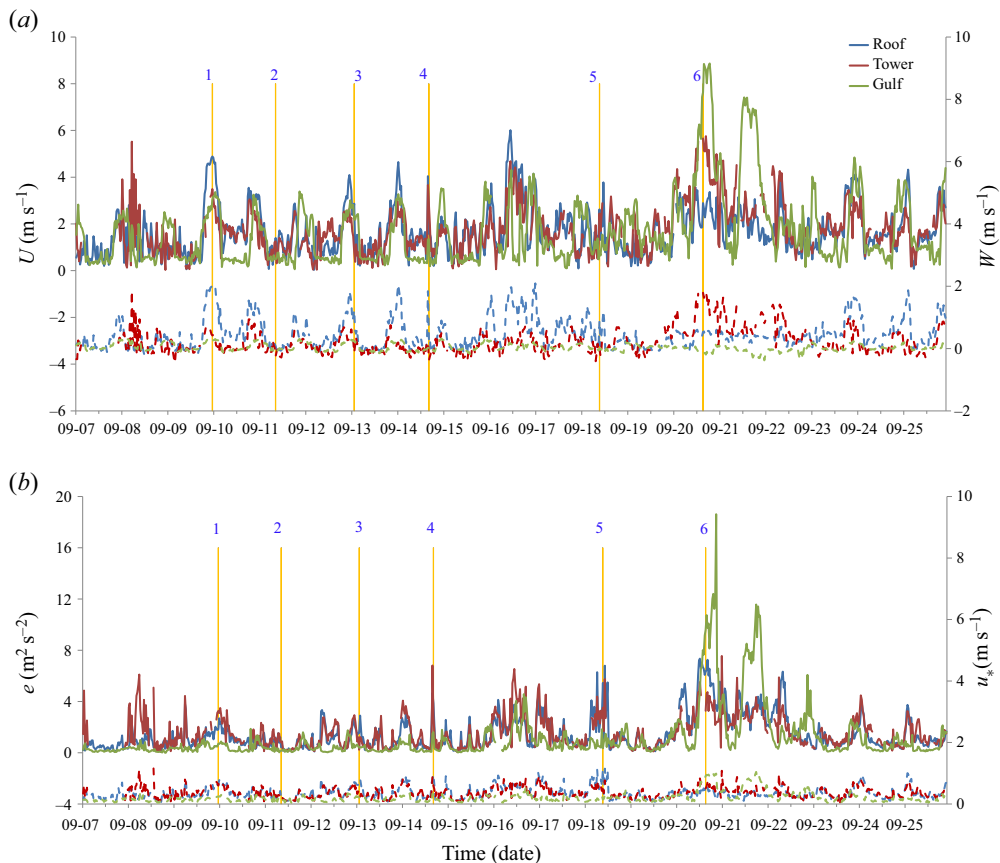 (a)
10 10
1 2 3 4 5 6
Roof
Tower
Gulf
8 8
6 6
4 4
2
0 2
–2
–4 0
–6 –2
U (m s–1)
W (m s–1)
09-07 09-08 09-09 09-10 09-11 09-12 09-13 09-14 09-15 09-16 09-17 09-18 09-19 09-20 09-21 09-22 09-23 09-24 09-25
(b)
20 10
1 2 3 4 5 6
16 8
12
8 6
4 4
0 2
–4 0
e (m2 s–2)
u* (m s–1)
09-07 09-08 09-09 09-10 09-11 09-12 09-13 09-14 09-15 09-16 09-17 09-18 09-19 09-20 09-21 09-22 09-23 09-24 09-25
Time (date)